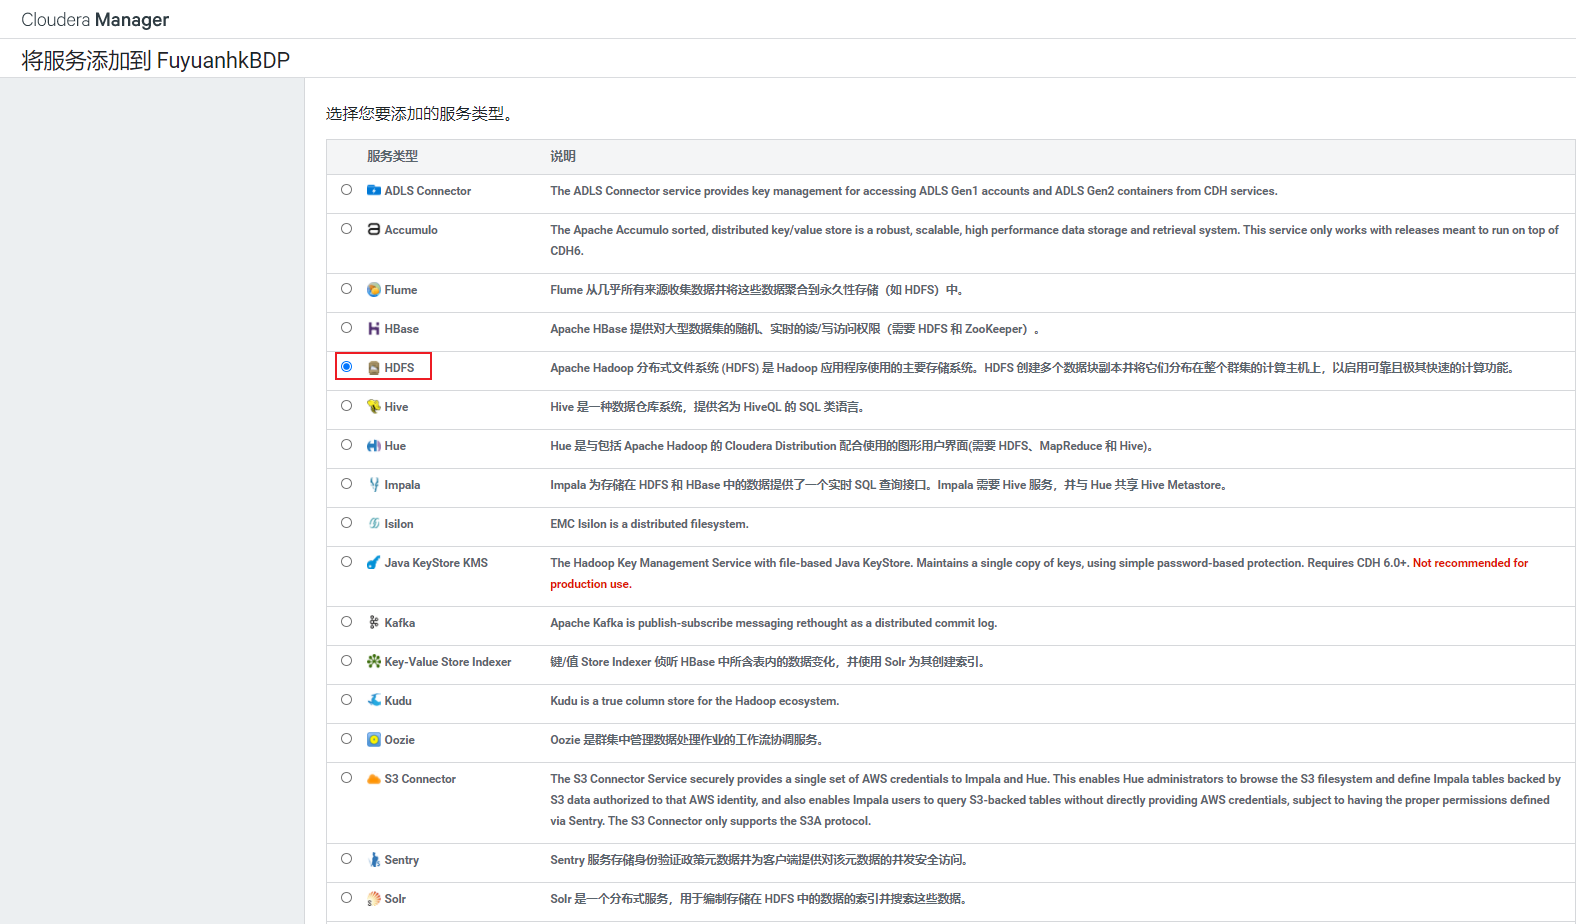 Cloudera Manager
将服务添加到 FuyuanhkBDP
选择您要添加的服务类型。
服务类型 说明
ADLS Connector The ADLS Connector service provides key management for accessing ADLS Gen1 accounts and ADLS Gen2 containers from CDH services.
Accumulo The Apache Accumulo sorted, distributed key/value store is a robust, scalable, high performance data storage and retrieval system. This service only works with releases meant to run on top of
CDH6.
Flume Flume 从几乎所有来源收集数据并将这些数据聚合到永久性存储（如 HDFS）中。
HBase Apache HBase 提供对大型数据集的随机、实时的读/写访问权限（需要 HDFS 和 ZooKeeper）。
HDFS Apache Hadoop 分布式文件系统 (HDFS) 是 Hadoop 应用程序使用的主要存储系统。HDFS 创建多个数据块副本并将它们分布在整个群集的计算主机上，以启用可靠且极其快速的计算功能。
Hive Hive 是一种数据仓库系统，提供名为 HiveQL 的 SQL 类语言。
Hue Hue 是与包括 Apache Hadoop 的 Cloudera Distribution 配合使用的图形用户界面(需要 HDFS、MapReduce 和 Hive)。
Impala Impala 为存储在 HDFS 和 HBase 中的数据提供了一个实时 SQL 查询接口。Impala 需要 Hive 服务，并与 Hue 共享 Hive Metastore。
Isilon EMC Isilon is a distributed filesystem.
Java KeyStore KMS The Hadoop Key Management Service with file-based Java KeyStore. Maintains a single copy of keys, using simple password-based protection. Requires CDH 6.0+. Not recommended for
production use.
Kafka Apache Kafka is publish-subscribe messaging rethought as a distributed commit log.
Key-Value Store Indexer 键/值 Store Indexer 侦听 HBase 中所含表内的数据变化，并使用 Solr 为其创建索引。
Kudu Kudu is a true column store for the Hadoop ecosystem.
Oozie Oozie 是群集中管理数据处理作业的工作流协调服务。
S3 Connector The S3 Connector Service securely provides a single set of AWS credentials to Impala and Hue. This enables Hue administrators to browse the S3 filesystem and define Impala tables backed by
S3 data authorized to that AWS identity, and also enables Impala users to query S3-backed tables without directly providing AWS credentials, subject to having the proper permissions defined
via Sentry. The S3 Connector only supports the S3A protocol.
Sentry Sentry 服务存储身份验证政策元数据并为客户端提供对该元数据的并发安全访问。
Solr Solr 是一个分布式服务，用于编制存储在 HDFS 中的数据的索引并搜索这些数据。